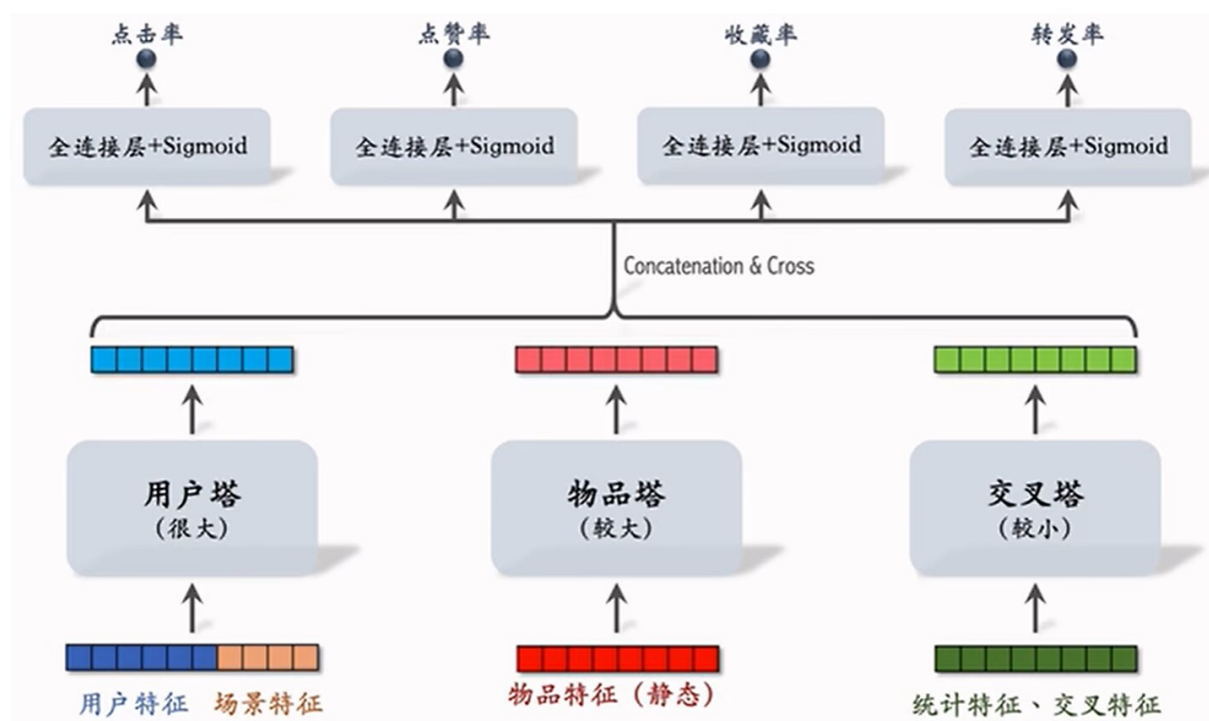 点击率
点赞率
收藏率
转发率
全连接层+Sigmoid
全连接层+Sigmoid
全连接层+Sigmoid
全连接层+Sigmoid
Concatenation & Cross
用户塔
(很大)
物品塔
(较大)
交叉塔
(较小)
用户特征
场景特征
物品特征（静态）
统计特征、交叉特征